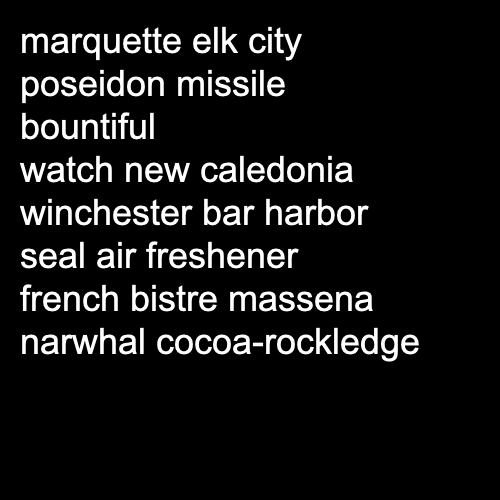 marquette elk city
poseidon missile
bountiful
watch new caledonia
winchester bar harbor
seal air freshener
french bistre massena
narwhal cocoa-rockledge